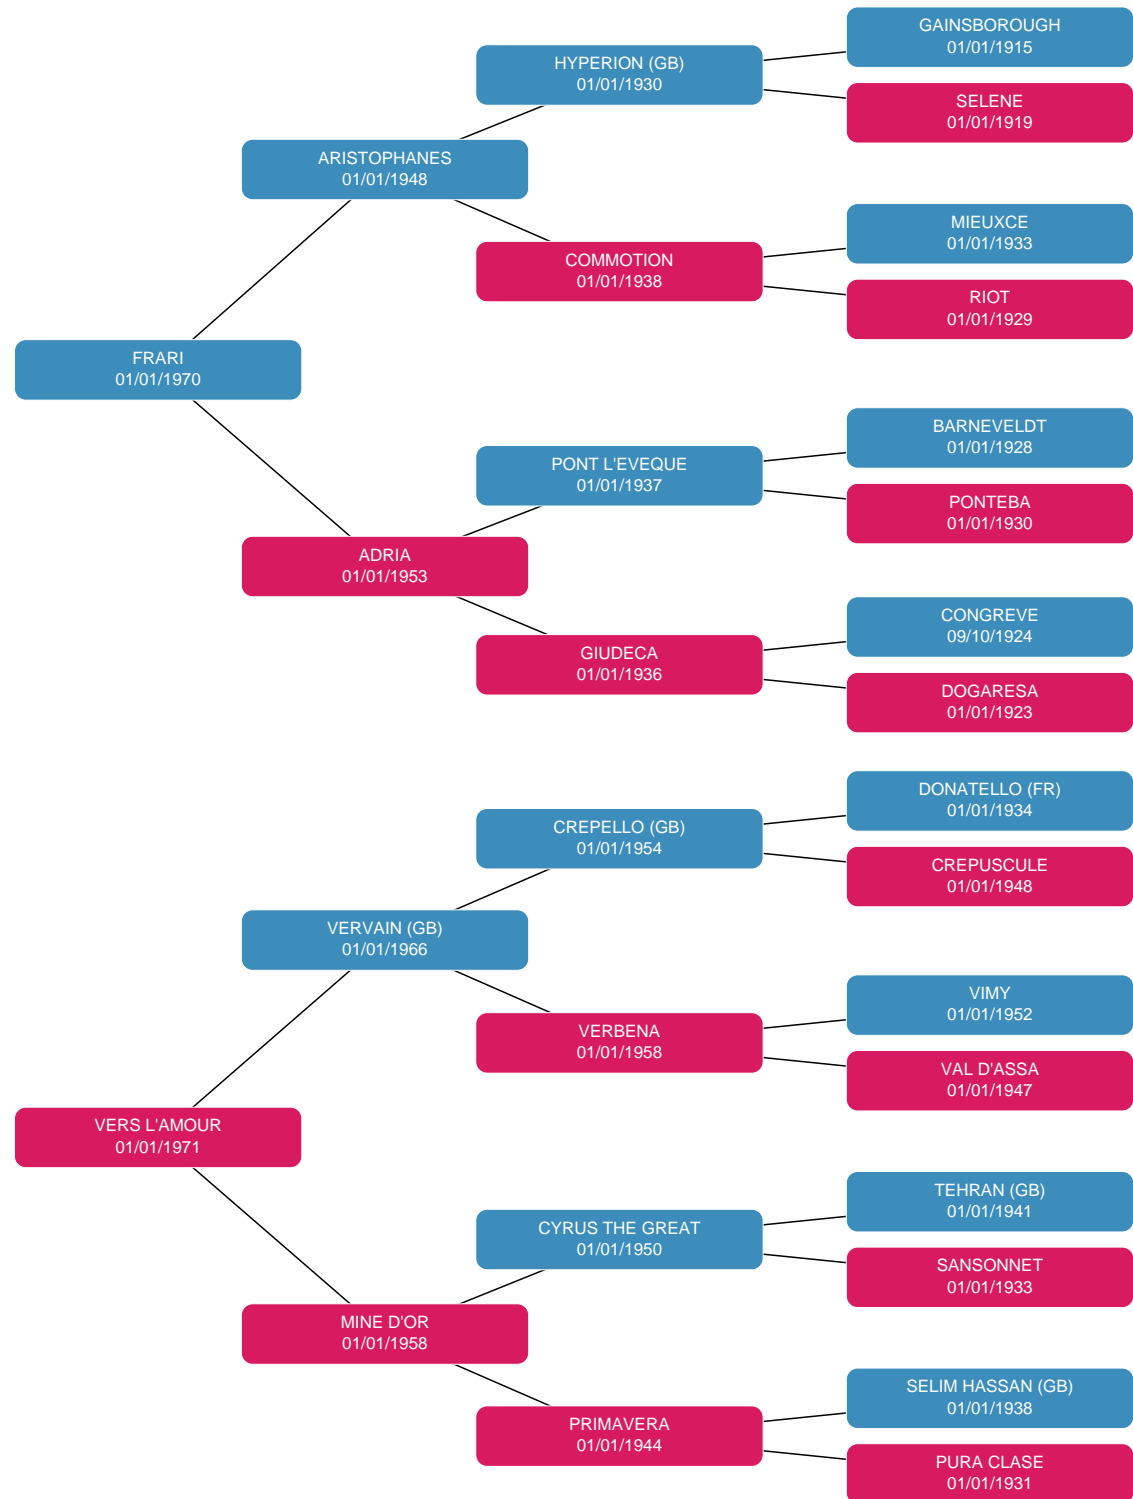 GAINSBOROUGH
01/01/1915
HYPERION (GB)
01/01/1930
SELENE
01/01/1919
ARISTOPHANES
01/01/1948
MIEUXCE
01/01/1933
COMMOTION
01/01/1938
RIOT
01/01/1929
FRARI
01/01/1970
BARNEVELDT
01/01/1928
PONT L'EVEQUE
01/01/1937
PONTEBA
01/01/1930
ADRIA
01/01/1953
CONGREVE
09/10/1924
GIUDECA
01/01/1936
DOGARESA
01/01/1923
DONATELLO (FR)
01/01/1934
CREPELLO (GB)
01/01/1954
CREPUSCULE
01/01/1948
VERVAIN (GB)
01/01/1966
VIMY
01/01/1952
VERBENA
01/01/1958
VAL D'ASSA
01/01/1947
VERS L'AMOUR
01/01/1971
TEHRAN (GB)
01/01/1941
CYRUS THE GREAT
01/01/1950
SANSONNET
01/01/1933
MINE D'OR
01/01/1958
SELIM HASSAN (GB)
01/01/1938
PRIMAVERA
01/01/1944
PURA CLASE
01/01/1931